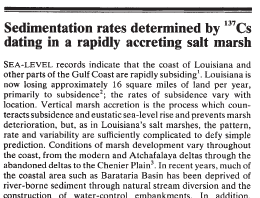 Sedimentation rates determined by ¹³⁷Cs
dating in a rapidly accreting salt marsh
SEA-LEVEL records indicate that the coast of Louisiana and
other parts of the Gulf Coast are rapidly subsiding¹. Louisiana is
now losing approximately 16 square miles of land per year,
primarily to subsidence²; the rates of subsidence vary with
location. Vertical marsh accretion is the process which coun-
teracts subsidence and eustatic sea-level rise and prevents marsh
deterioration, but, as in Louisiana's salt marshes, the pattern,
rate and variability are sufficiently complicated to defy simple
prediction. Conditions of marsh development vary throughout
the coast, from the modern and Atchafalaya deltas through the
abandoned deltas to the Chenier Plain³. In recent years, much of
the coastal area such as Barataria Basin has been deprived of
river-borne sediment through natural stream diversion and the
construction of water-control embankments. In addition,